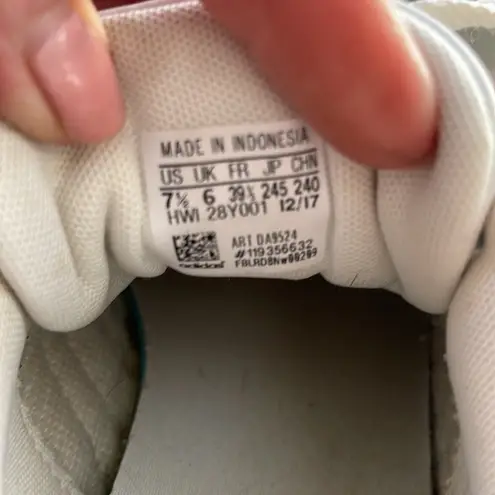 MADE IN INDONESIA
US UK FR JP CHN
7½ 6 39⅓ 245 240
HWI 28Y001 12/17
ART DA9524
#119356632
adidas